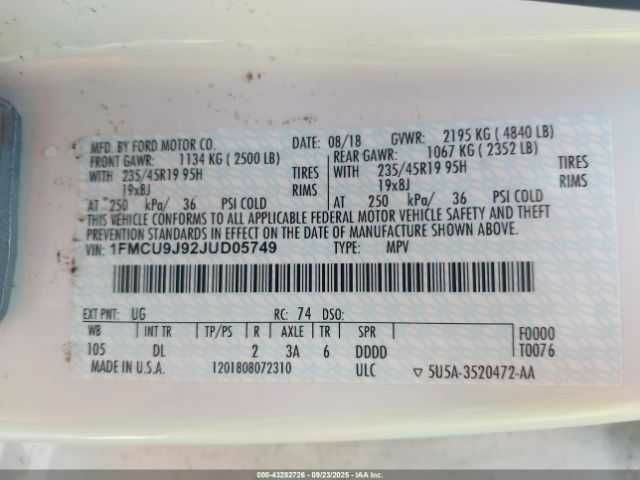 MFD. BY FORD MOTOR CO. DATE: 08/18 GVWR: 2195 KG ( 4840 LB)
FRONT GAWR: 1134 KG ( 2500 LB) REAR GAWR: 1067 KG ( 2352 LB)
WITH 235/45R19 95H TIRES WITH 235/45R19 95H TIRES
19x8J RIMS 19x8J RIMS
AT 250 kPa/ 36 PSI COLD AT 250 kPa/ 36 PSI COLD
THIS VEHICLE CONFORMS TO ALL APPLICABLE FEDERAL MOTOR VEHICLE SAFETY AND THEFT
PREVENTION STANDARDS IN EFFECT ON THE DATE OF MANUFACTURE SHOWN ABOVE.
VIN: 1FMCU9J92JUD05749 TYPE: MPV
EXT PNT: UG RC: 74 DSO:
WB INT TR TP/PS R AXLE TR SPR F0000
105 DL 2 3A 6 DDDD T0076
MADE IN U.S.A. 1201808072310 ULC ▽ 5U5A-3520472-AA
000-43282726 - 09/23/2025 - IAA Inc.